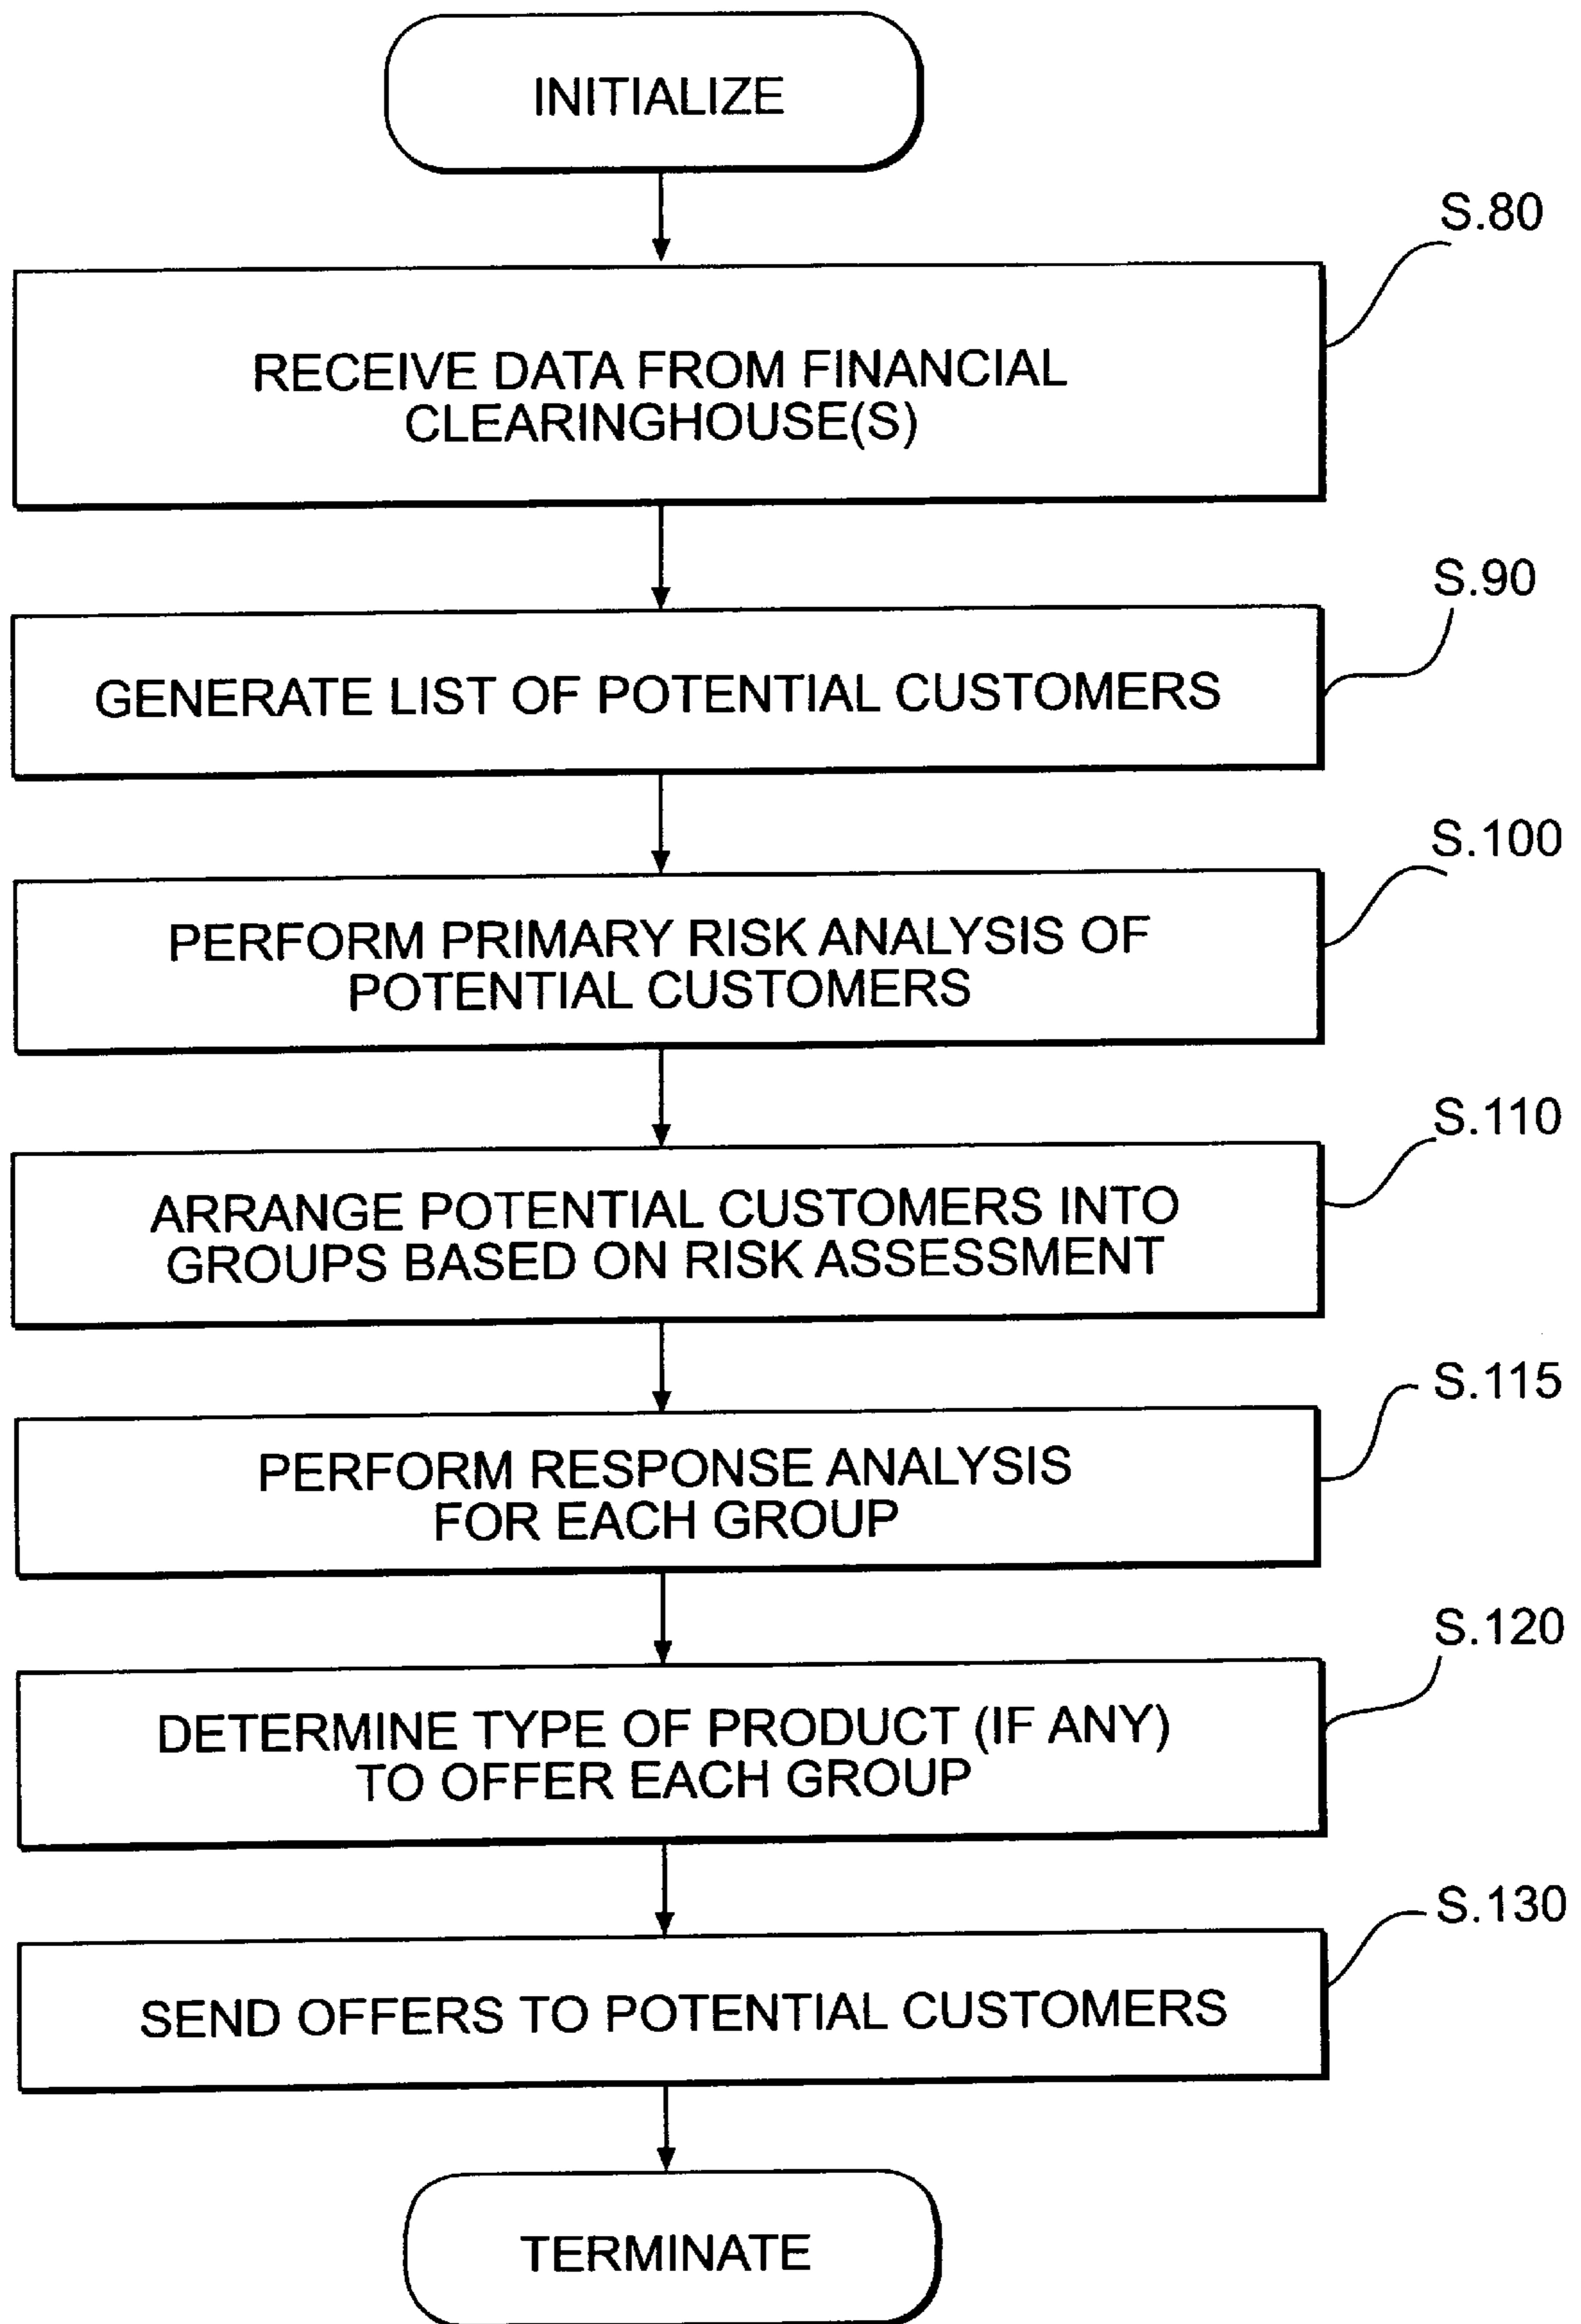 INITIALIZE
S.80
RECEIVE DATA FROM FINANCIAL
CLEARINGHOUSE(S)
S.90
GENERATE LIST OF POTENTIAL CUSTOMERS
S.100
PERFORM PRIMARY RISK ANALYSIS OF
POTENTIAL CUSTOMERS
S.110
ARRANGE POTENTIAL CUSTOMERS INTO
GROUPS BASED ON RISK ASSESSMENT
S.115
PERFORM RESPONSE ANALYSIS
FOR EACH GROUP
S.120
DETERMINE TYPE OF PRODUCT (IF ANY)
TO OFFER EACH GROUP
S.130
SEND OFFERS TO POTENTIAL CUSTOMERS
TERMINATE